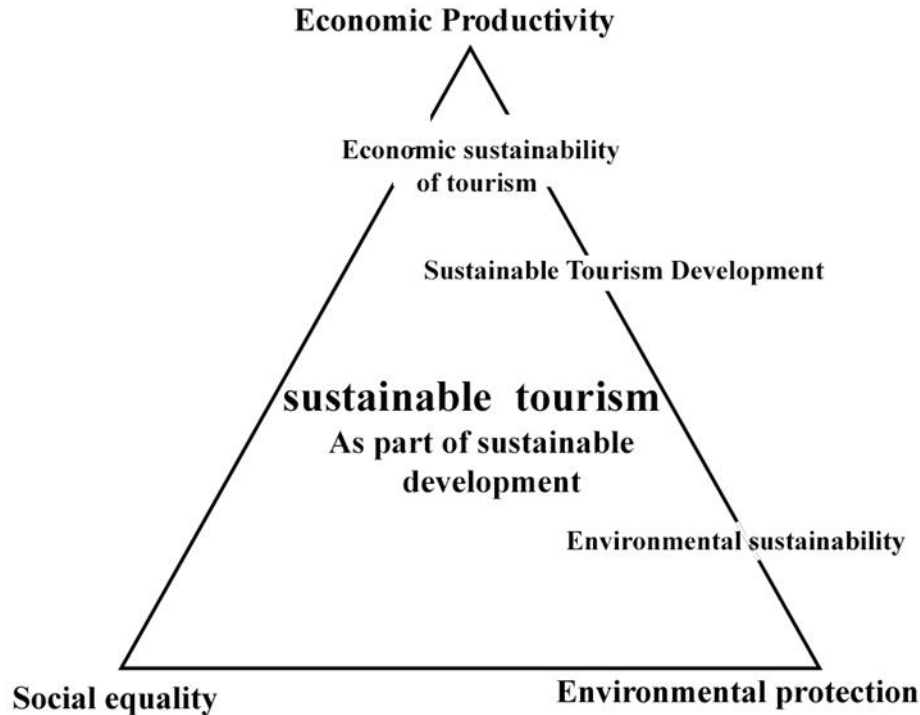 Economic Productivity
Economic sustainability
of tourism
Sustainable Tourism Development
sustainable tourism
As part of sustainable
development
Environmental sustainability
Social equality
Environmental protection